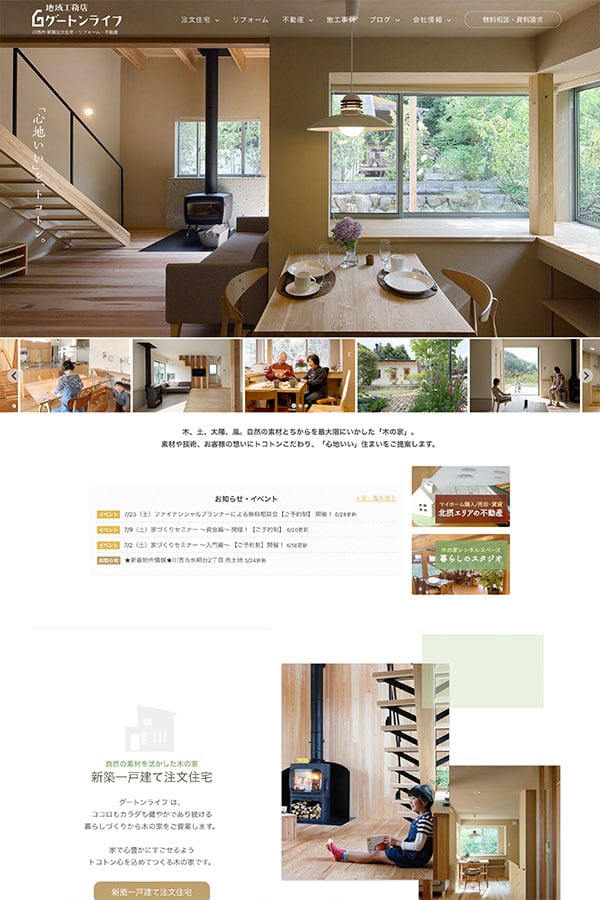 地域工務店
グートンライフ
川西市 新築注文住宅・リフォーム・不動産
注文住宅 リフォーム 不動産 施工事例 ブログ 会社情報
無料相談・資料請求
「心地いい」を、トコトン。
木、土、太陽、風。自然の素材とちからを最大限にいかした「木の家」。
素材や技術、お客様の想いにトコトンこだわり、「心地いい」住まいをご提案します。
お知らせ・イベント
» 全一覧を見る
イベント 7/23（土）ファイナンシャルプランナーによる無料相談会【ご予約制】 開催！ 6/24更新
イベント 7/9（土）家づくりセミナー 〜資金編〜 開催！【ご予約制】 6/20更新
イベント 7/2（土）家づくりセミナー 〜入門編〜 【ご予約制】開催！ 6/18更新
お知らせ ★新着物件情報★川西市水明台2丁目 売土地 5/24更新
マイホーム購入/売却・賃貸
北摂エリアの不動産
木の家レンタルスペース
暮らしのスタジオ
自然の素材を活かした木の家
新築一戸建て注文住宅
グートンライフ は、
ココロもカラダも健やかであり続ける
暮らしづくりから木の家をご提案します。
家で心豊かにすごせるよう
トコトン心を込めてつくる木の家です。
新築一戸建て注文住宅